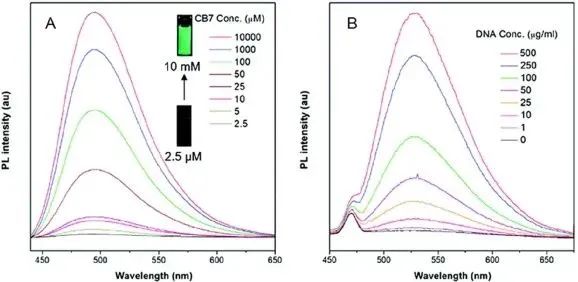 A
CB7 Conc. (µM)
10000
1000
100
50
25
10
5
2.5
10 mM
2.5 µM
PL intensity (au)
450 500 550 600 650
Wavelength (nm)
B
DNA Conc. (µg/ml)
500
250
100
50
25
10
1
0
PL intensity (au)
450 500 550 600 650
Wavelength (nm)